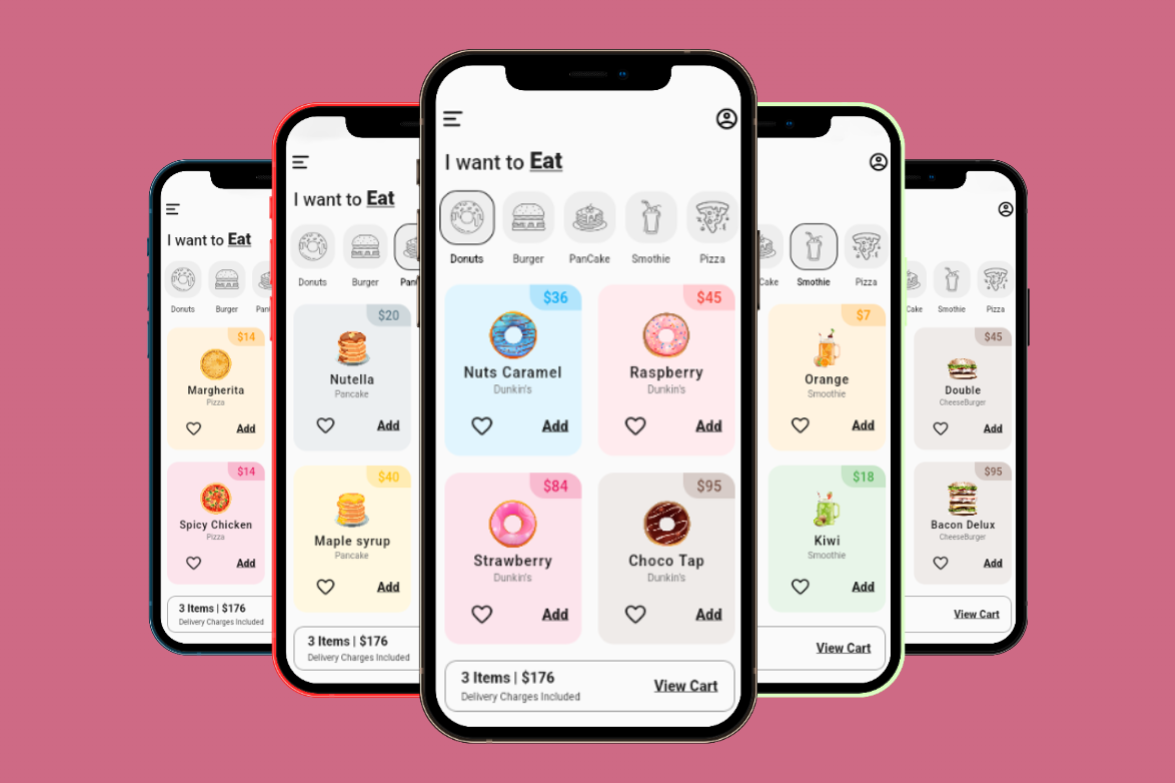 I want to Eat
Donuts
Burger
Pan
$14
Margherita
Pizza
Add
$14
Spicy Chicken
Pizza
Add
3 Items | $176
Delivery Charges Included
I want to Eat
Donuts
Burger
Pan
$20
Nutella
Pancake
Add
$40
Maple syrup
Pancake
Add
3 Items | $176
Delivery Charges Included
I want to Eat
Donuts Burger PanCake Smothie Pizza
$36 $45
Nuts Caramel Raspberry
Dunkin's Dunkin's
Add Add
$84 $95
Strawberry Choco Tap
Dunkin's Dunkin's
Add Add
3 Items | $176
Delivery Charges Included
View Cart
Cake Smothie Pizza
$7
Orange
Smoothie
Add
$18
Kiwi
Smoothie
Add
View Cart
Cake Smothie Pizza
$45
Double
CheeseBurger
Add
$95
Bacon Delux
CheeseBurger
Add
View Cart